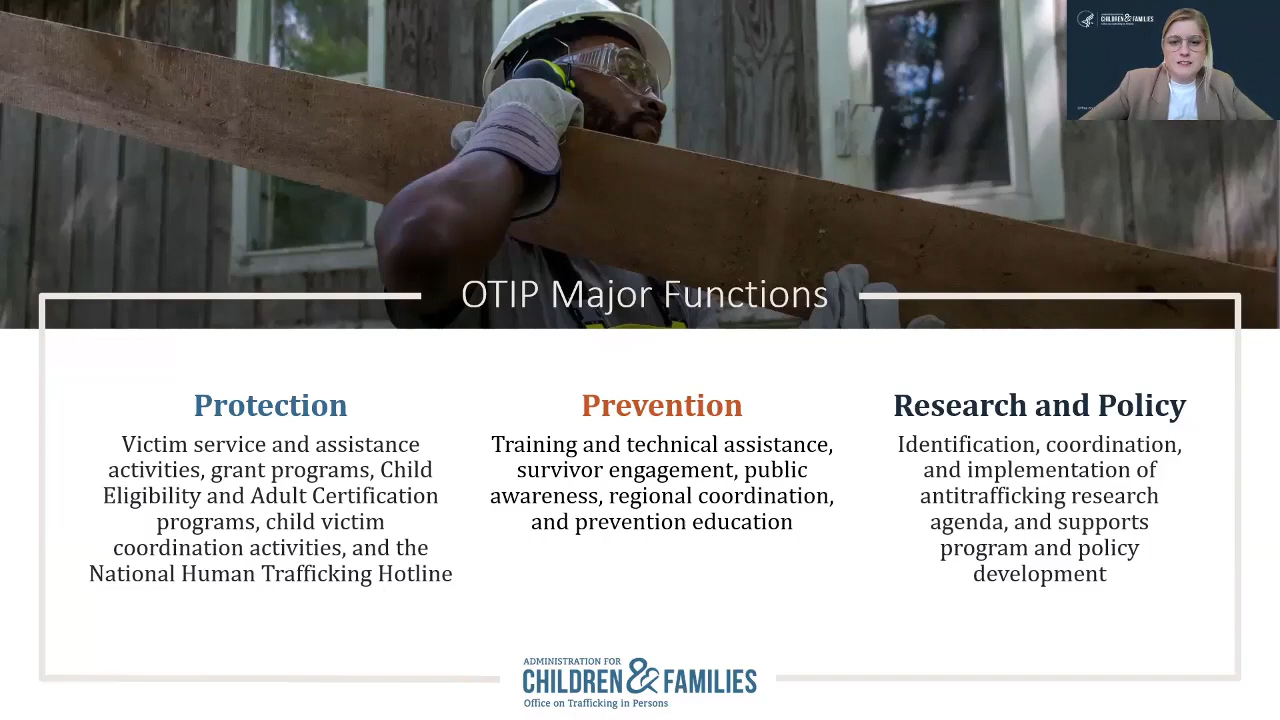 CHILDREN & FAMILIES
OTIP Major Functions
Protection
Victim service and assistance
activities, grant programs, Child
Eligibility and Adult Certification
programs, child victim
coordination activities, and the
National Human Trafficking Hotline
Prevention
Training and technical assistance,
survivor engagement, public
awareness, regional coordination,
and prevention education
Research and Policy
Identification, coordination,
and implementation of
antitrafficking research
agenda, and supports
program and policy
development
ADMINISTRATION FOR
CHILDREN & FAMILIES
Office on Trafficking in Persons